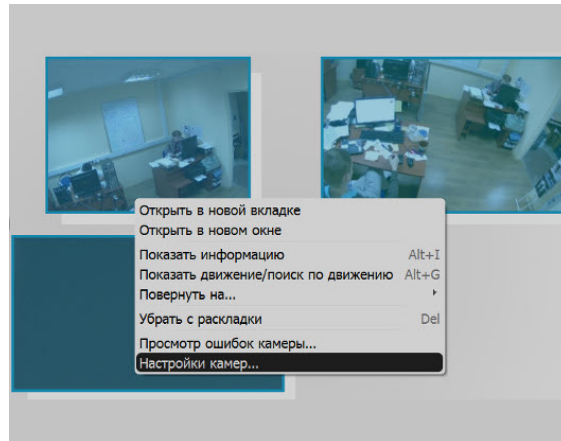 Открыть в новой вкладке
Открыть в новом окне
Показать информацию Alt+I
Показать движение/поиск по движению Alt+G
Повернуть на...
Убрать с раскладки Del
Просмотр ошибок камеры...
Настройки камер...